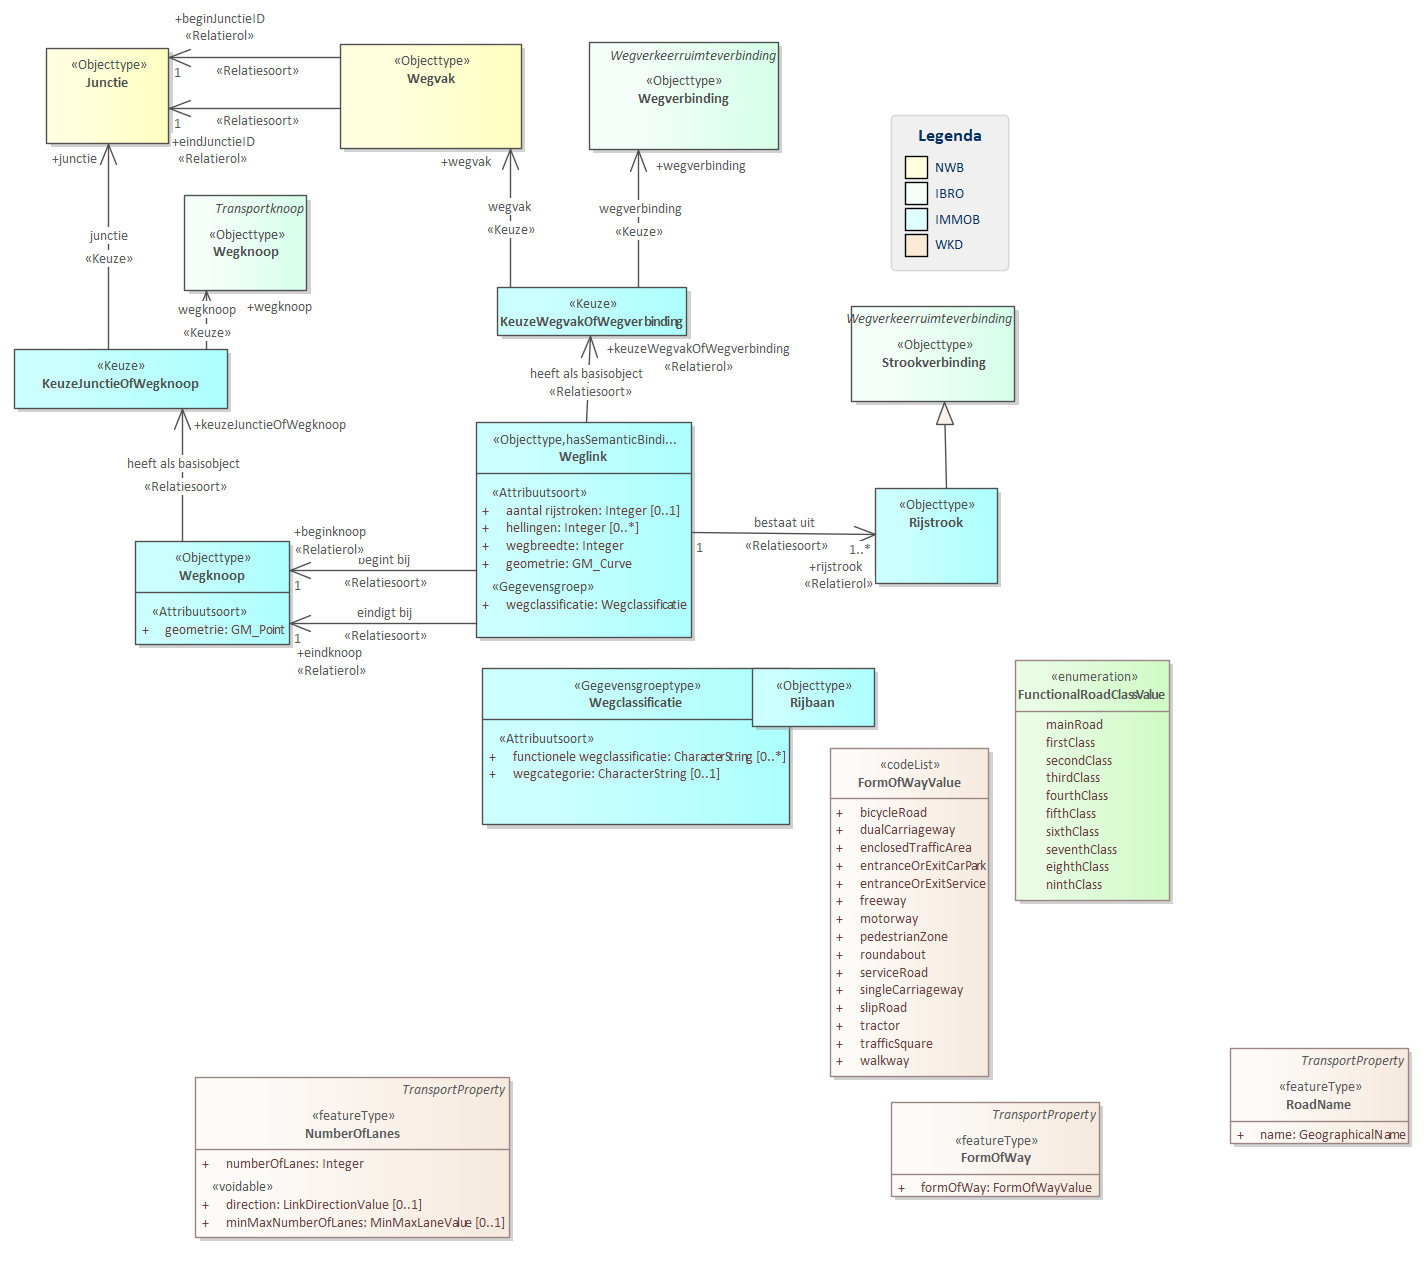 +beginJunctieID
«Relatierol»
1
«Relatiesoort»
«Objecttype»
Junctie
«Objecttype»
Wegvak
1
«Relatiesoort»
+eindJunctieID
«Relatierol»
Wegverkeerruimteverbinding
«Objecttype»
Wegverbinding
Legenda
NWB
IBRO
IMMOB
WKD
+junctie
junctie
«Keuze»
+wegvak
wegvak
«Keuze»
+wegverbinding
wegverbinding
«Keuze»
Transportknoop
«Objecttype»
Wegknoop
wegknoop
«Keuze»
+wegknoop
«Keuze»
KeuzeJunctieOfWegknoop
«Keuze»
KeuzeWegvakOfWegverbinding
+keuzeWegvakOfWegverbinding
«Relatierol»
heeft als basisobject
«Relatiesoort»
Wegverkeerruimteverbinding
«Objecttype»
Strookverbinding
+keuzeJunctieOfWegknoop
heeft als basisobject
«Relatiesoort»
«Objecttype,hasSemanticBindi...
Weglink
«Attribuutsoort»
+ aantal rijstroken: Integer [0..1]
+ hellingen: Integer [0..*]
+ wegbreedte: Integer
+ geometrie: GM_Curve
«Gegevensgroep»
+ wegclassificatie: Wegclassificatie
bestaat uit
«Relatiesoort»
1
1..*
+rijstrook
«Relatierol»
«Objecttype»
Rijstrook
+beginknoop
«Relatierol»
begint bij
1
«Relatiesoort»
eindigt bij
1
«Relatiesoort»
+eindknoop
«Relatierol»
«Objecttype»
Wegknoop
«Attribuutsoort»
+ geometrie: GM_Point
«Gegevensgroeptype»
Wegclassificatie
«Attribuutsoort»
+ functionele wegclassificatie: CharacterString [0..*]
+ wegcategorie: CharacterString [0..1]
«Objecttype»
Rijbaan
«enumeration»
FunctionalRoadClassValue
mainRoad
firstClass
secondClass
thirdClass
fourthClass
fifthClass
sixthClass
seventhClass
eighthClass
ninthClass
«codeList»
FormOfWayValue
+ bicycleRoad
+ dualCarriageway
+ enclosedTrafficArea
+ entranceOrExitCarPark
+ entranceOrExitService
+ freeway
+ motorway
+ pedestrianZone
+ roundabout
+ serviceRoad
+ singleCarriageway
+ slipRoad
+ tractor
+ trafficSquare
+ walkway
TransportProperty
«featureType»
NumberOfLanes
+ numberOfLanes: Integer
«voidable»
+ direction: LinkDirectionValue [0..1]
+ minMaxNumberOfLanes: MinMaxLaneValue [0..1]
TransportProperty
«featureType»
FormOfWay
+ formOfWay: FormOfWayValue
TransportProperty
«featureType»
RoadName
+ name: GeographicalName